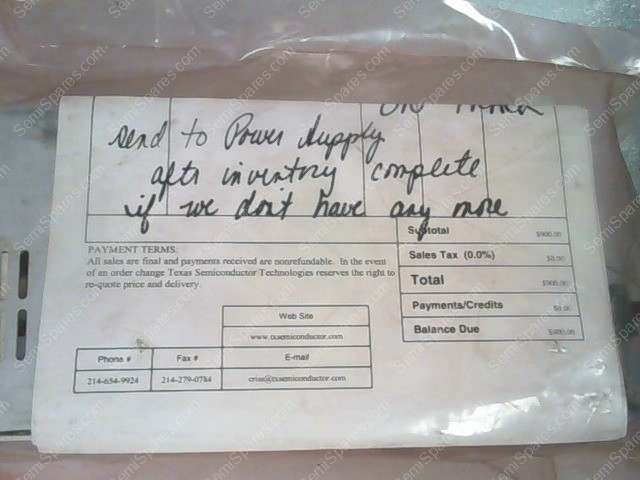 send to Power Supply
aftr inventory complete
if we don't have any more
Subtotal $900.00
Sales Tax (0.0%) $0.00
Total $900.00
Payments/Credits $0.00
Balance Due $900.00
PAYMENT TERMS:
All sales are final and payments received are nonrefundable. In the event
of an order change Texas Semiconductor Technologies reserves the right to
re-quote price and delivery
Web Site
www.txsemiconductor.com
Phone # Fax # E-mail
214-654-9924 214-279-0784 criss@txsemiconductor.com
SemiSpares.com